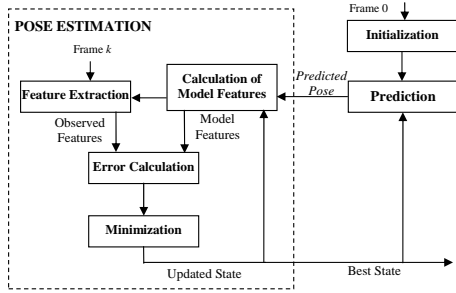 Frame 0
POSE ESTIMATION
Frame k
Initialization
Calculation of
Model Features
Predicted
Pose
Feature Extraction
Prediction
Observed
Features
Model
Features
Error Calculation
Minimization
Updated State
Best State